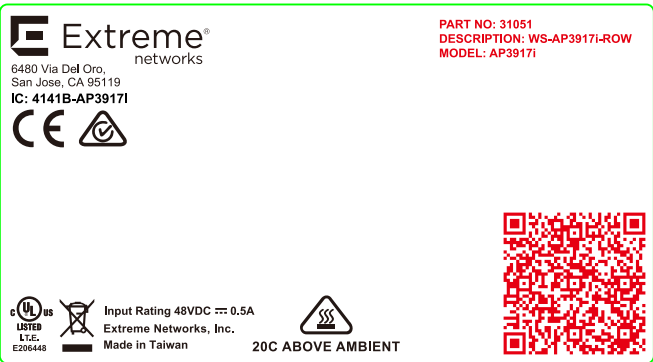 Extreme®
networks
6480 Via Del Oro,
San Jose, CA 95119
IC: 4141B-AP3917I
CE
PART NO: 31051
DESCRIPTION: WS-AP3917i-ROW
MODEL: AP3917i
c UL us
LISTED
I.T.E.
E206448
Input Rating 48VDC ⎓ 0.5A
Extreme Networks, Inc.
Made in Taiwan
20C ABOVE AMBIENT